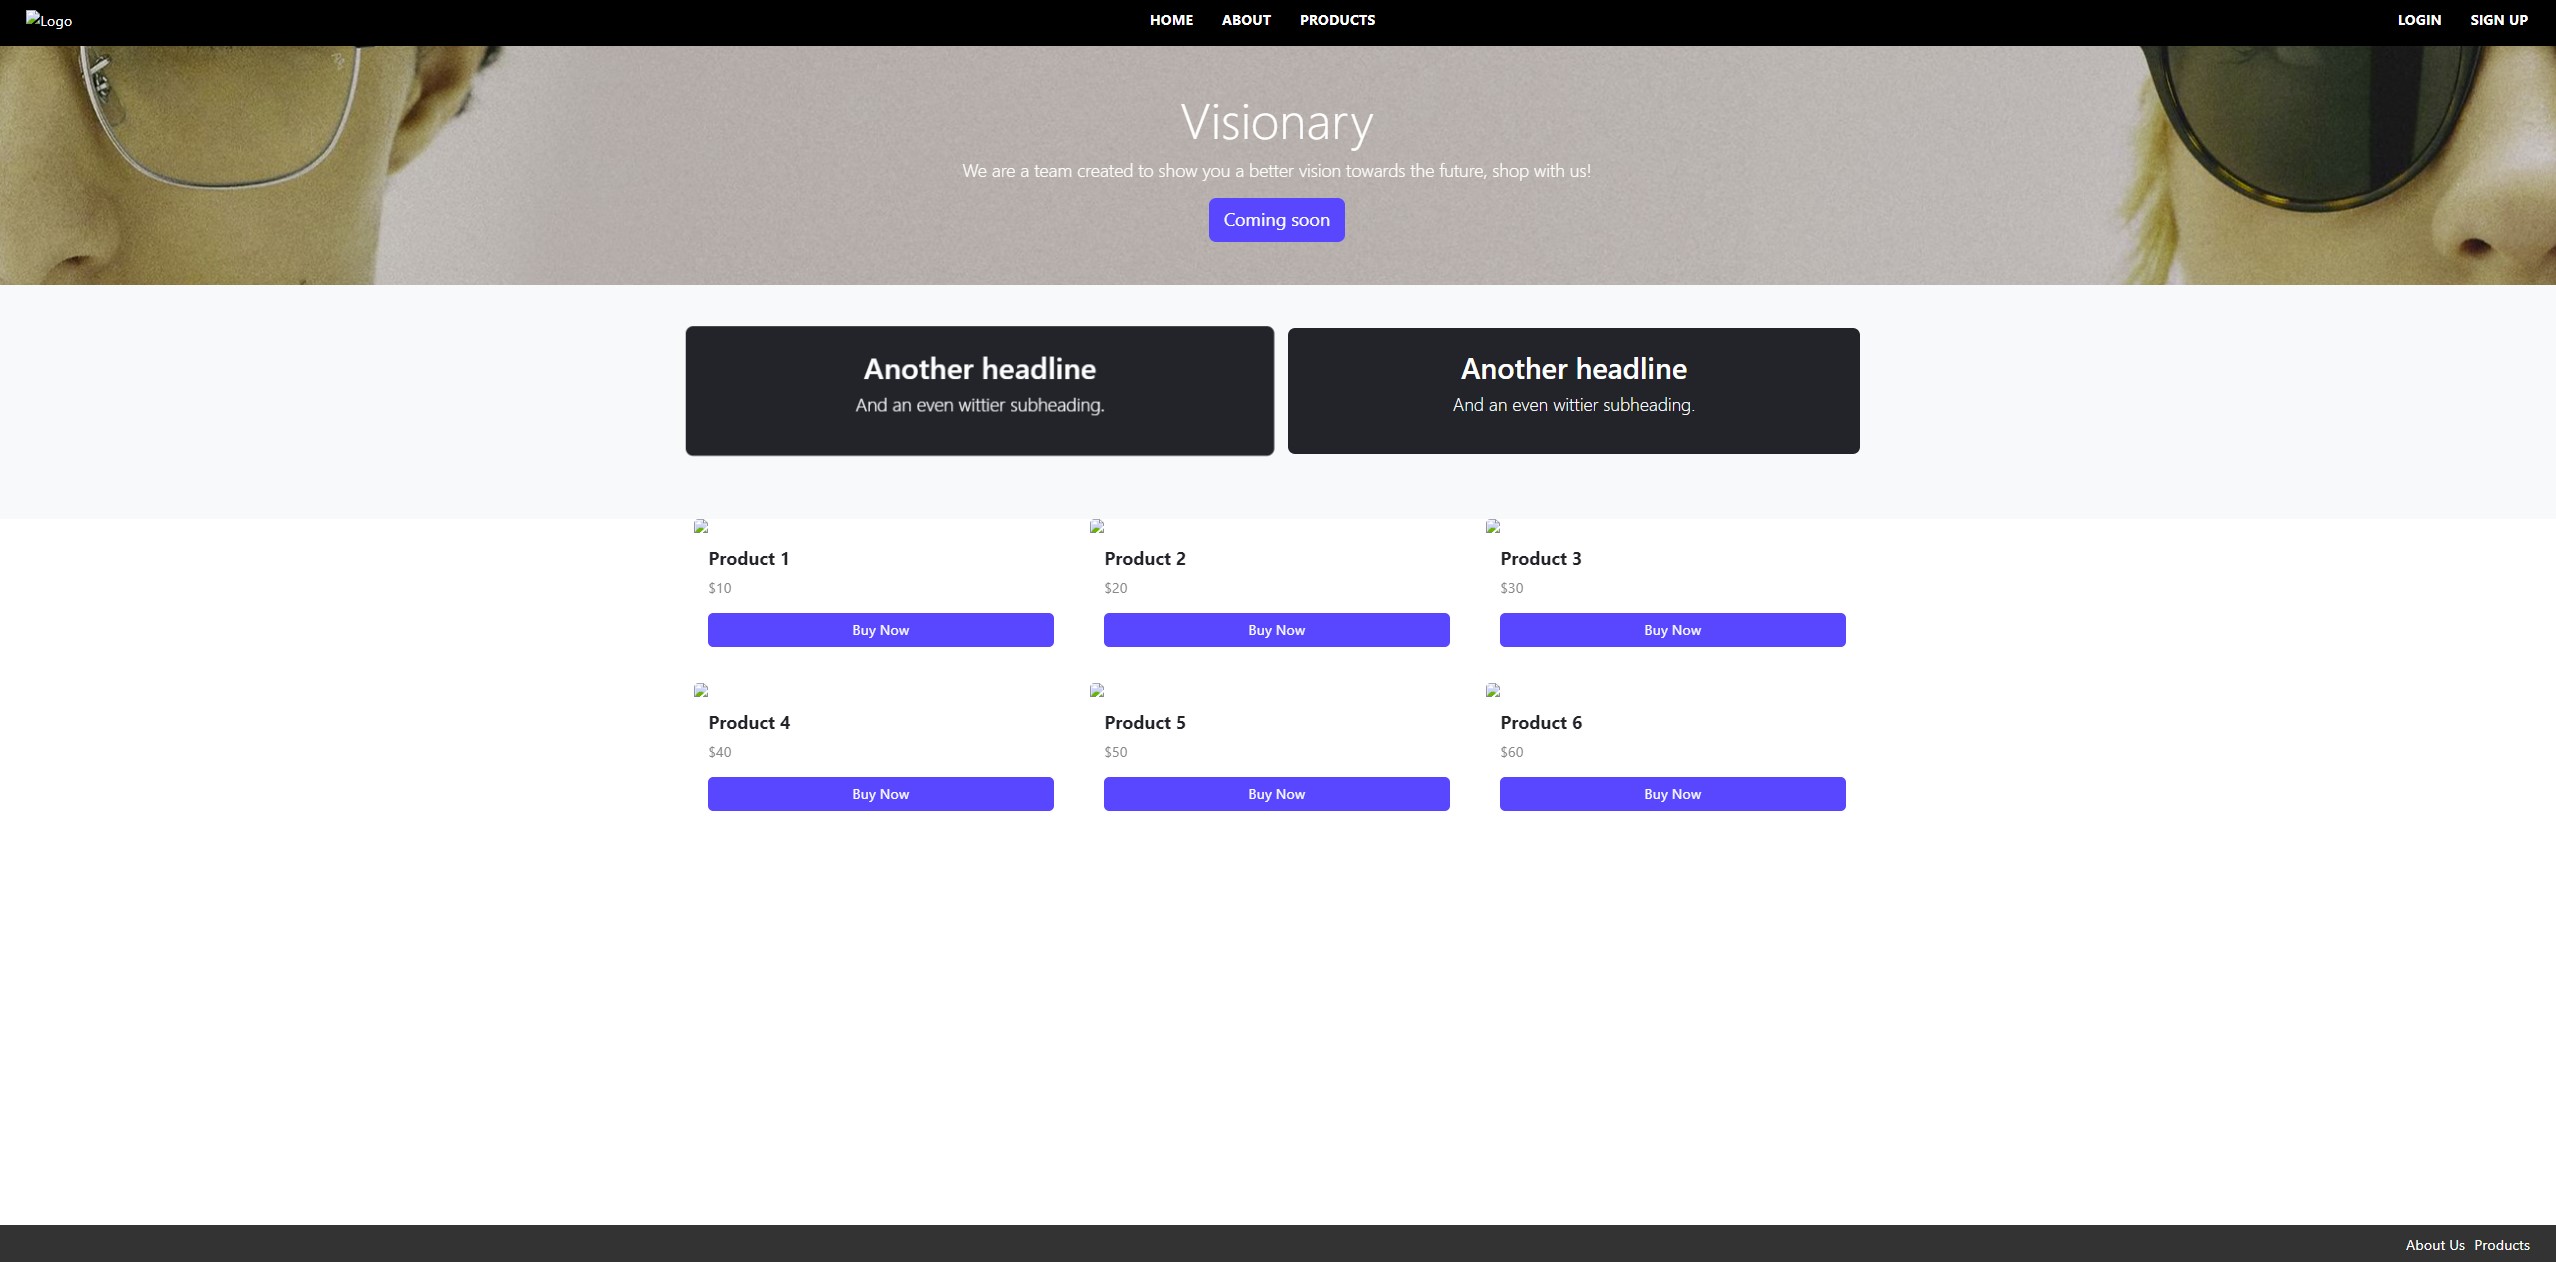 Logo
HOME ABOUT PRODUCTS
LOGIN SIGN UP
Visionary
We are a team created to show you a better vision towards the future, shop with us!
Coming soon
Another headline
And an even wittier subheading.
Another headline
And an even wittier subheading.
Product 1
$10
Buy Now
Product 2
$20
Buy Now
Product 3
$30
Buy Now
Product 4
$40
Buy Now
Product 5
$50
Buy Now
Product 6
$60
Buy Now
About Us Products